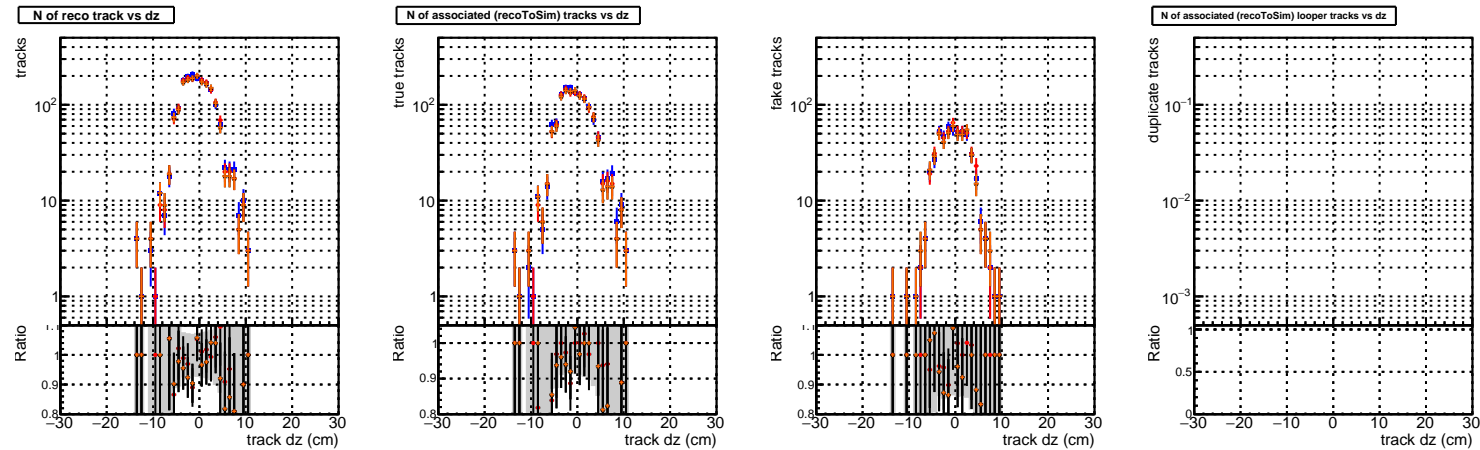 N of reco track vs dz
tracks
10²
10
1
Ratio
1
0.9
0.8
−30 −20 −10 0 10 20 30
track dz (cm)
N of associated (recoToSim) tracks vs dz
true tracks
10²
10
1
Ratio
1
0.9
0.8
−30 −20 −10 0 10 20 30
track dz (cm)
fake tracks
10²
10
1
Ratio
1
0.9
0.8
−30 −20 −10 0 10 20 30
track dz (cm)
N of associated (recoToSim) looper tracks vs dz
duplicate tracks
10⁻¹
10⁻²
10⁻³
Ratio
1
0.5
0
−30 −20 −10 0 10 20 30
track dz (cm)